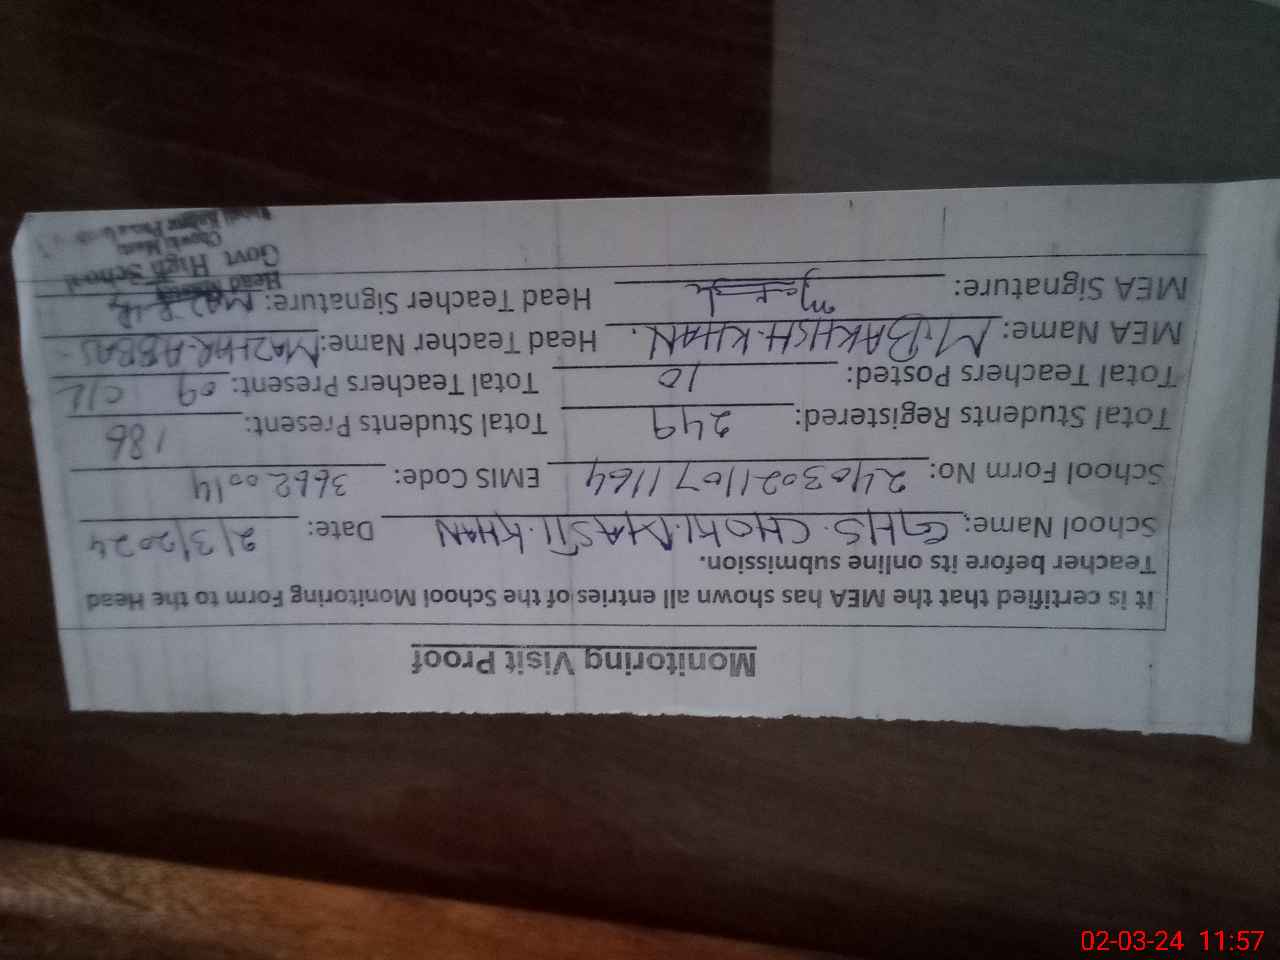 Monitoring Visit Proof
It is certified that the MEA has shown all entries of the School Monitoring Form to the Head
Teacher before its online submission.
School Name: GHS. CHOKI. MASTI. KHAN Date: 2/3/2024
School Form No: 2403021107 1164 EMIS Code: 36620014
Total Students Registered: 249 Total Students Present: 186
Total Teachers Posted: 10 Total Teachers Present: 09 C/L
MEA Name: M. BAKHSH. KHAN. Head Teacher Name: MAZHAR. ABBAS
MEA Signature: Head Teacher Signature:
Head
Govt High School
02-03-24 11:57